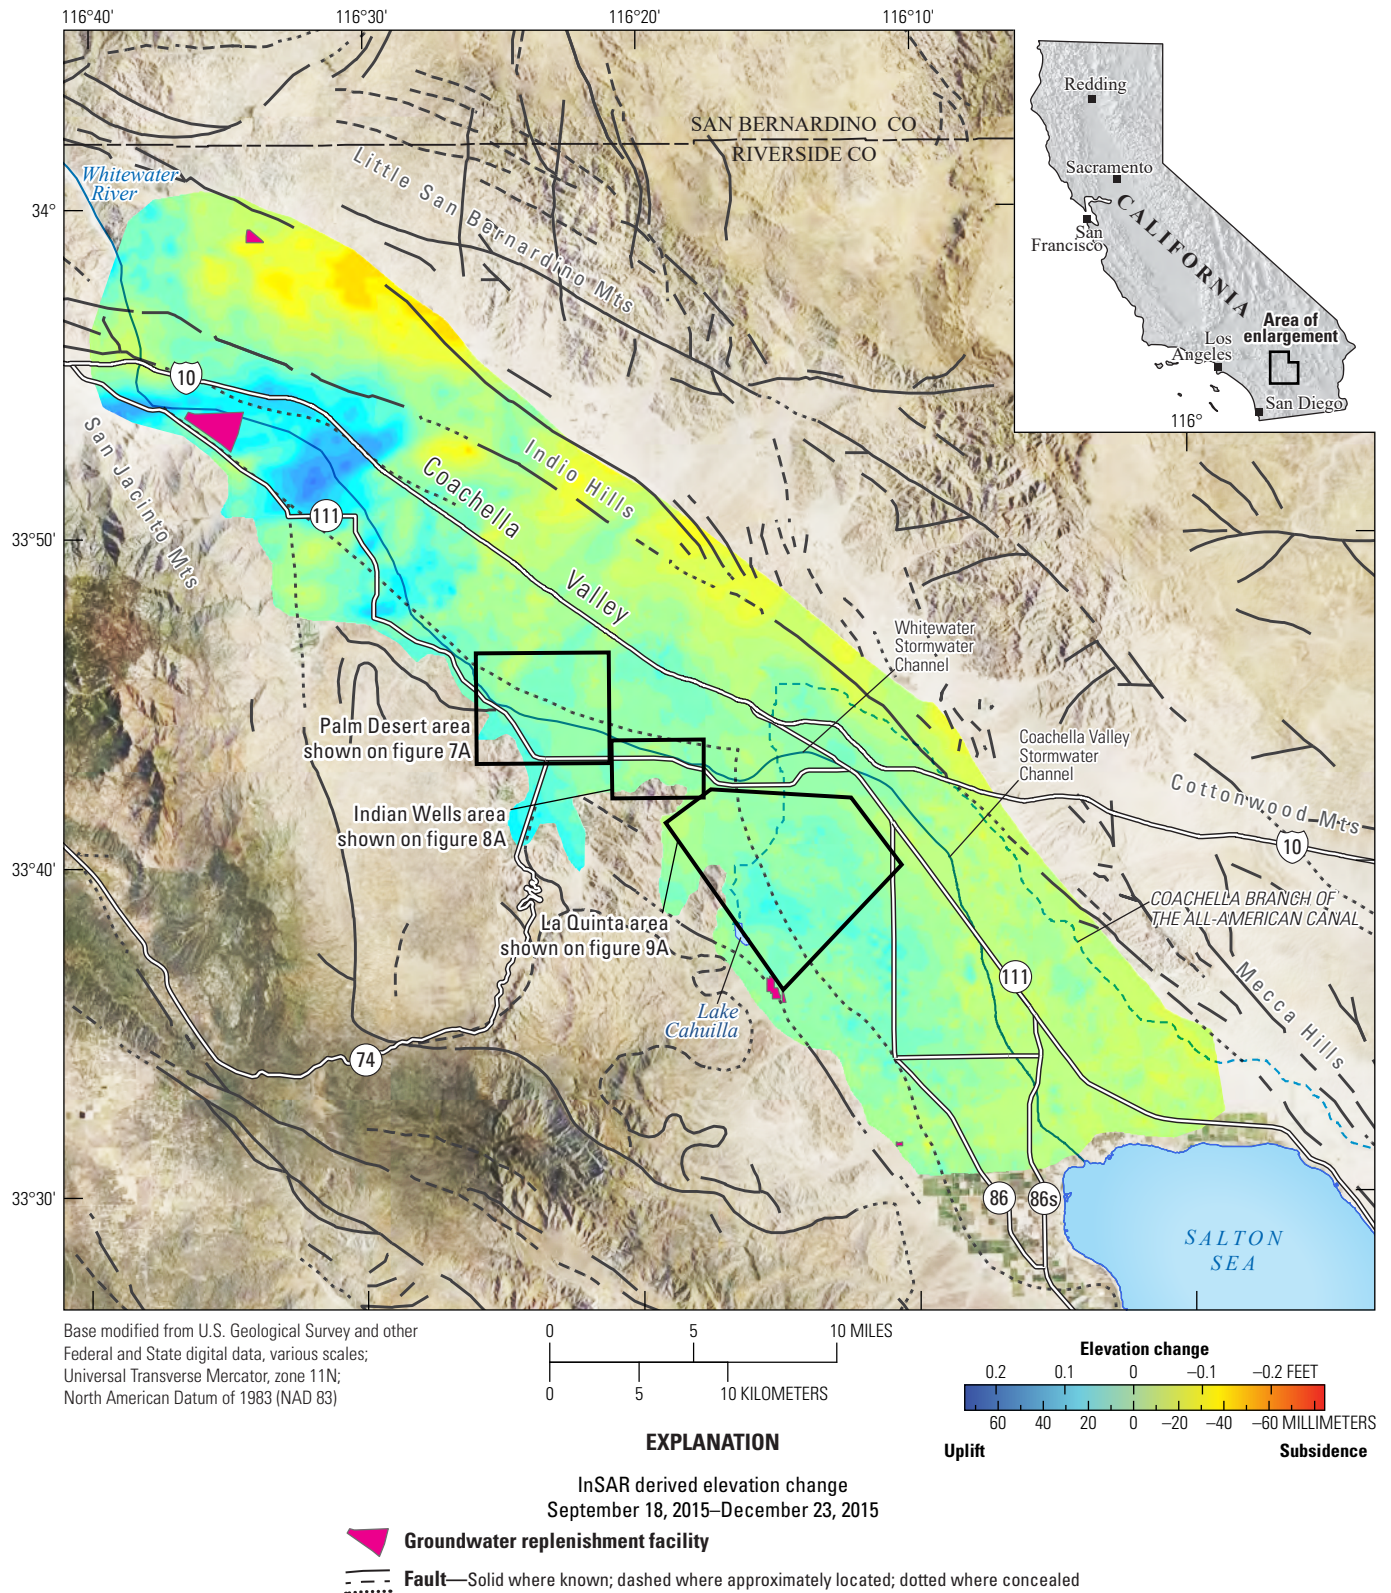 116°40'
116°30'
116°20'
116°10'
SAN BERNARDINO CO
RIVERSIDE CO
Whitewater
River
Little San Bernardino Mts
34°
Redding
Sacramento
San
Francisco
CALIFORNIA
Area of
enlargement
Los
Angeles
San Diego
116°
10
San Jacinto Mts
Coachella
Valley
Indio Hills
111
33°50'
Whitewater
Stormwater
Channel
Palm Desert area
shown on figure 7A
Coachella Valley
Stormwater
Channel
Indian Wells area
shown on figure 8A
Cottonwood Mts
10
33°40'
La Quinta area
shown on figure 9A
COACHELLA BRANCH OF
THE ALL-AMERICAN CANAL
111
Lake
Cahuilla
Mecca Hills
74
33°30'
86
86s
SALTON
SEA
Base modified from U.S. Geological Survey and other
Federal and State digital data, various scales;
Universal Transverse Mercator, zone 11N;
North American Datum of 1983 (NAD 83)
0 5 10 MILES
0 5 10 KILOMETERS
Elevation change
0.2 0.1 0 –0.1 –0.2 FEET
60 40 20 0 –20 –40 –60 MILLIMETERS
Uplift Subsidence
EXPLANATION
InSAR derived elevation change
September 18, 2015–December 23, 2015
Groundwater replenishment facility
Fault—Solid where known; dashed where approximately located; dotted where concealed